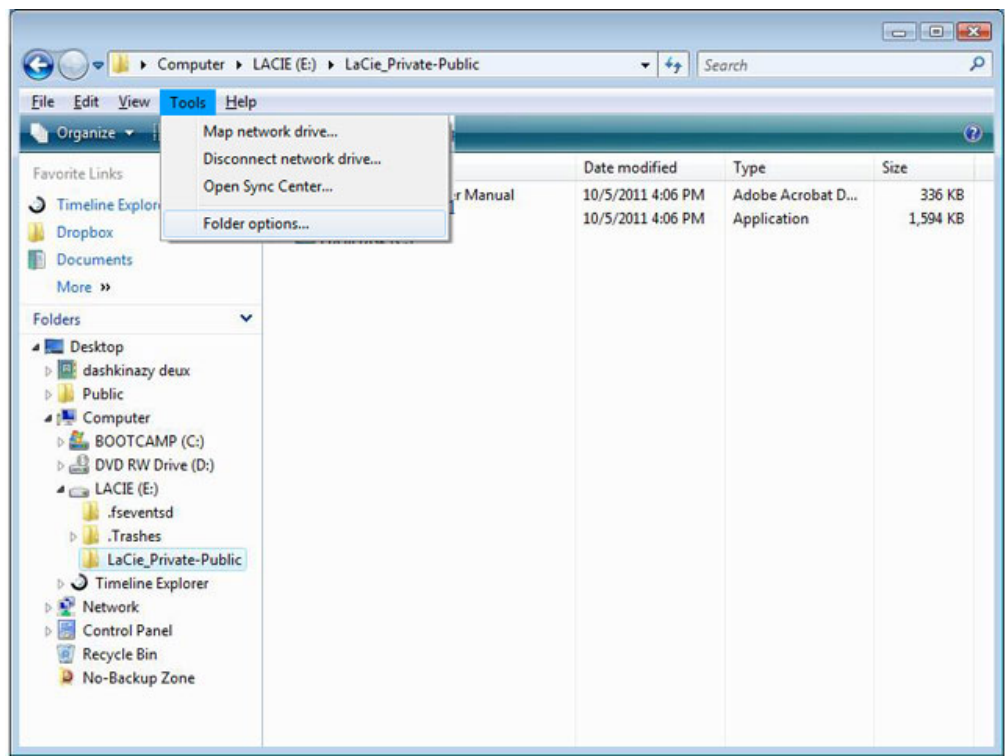 Computer LACIE (E:) LaCie_Private-Public Search
File Edit View Tools Help
Organize
Map network drive...
Disconnect network drive...
Open Sync Center...
Folder options...
Date modified Type Size
r Manual 10/5/2011 4:06 PM Adobe Acrobat D... 336 KB
10/5/2011 4:06 PM Application 1,594 KB
Favorite Links
Timeline Explor
Dropbox
Documents
More »
Folders
Desktop
dashkinazy deux
Public
Computer
BOOTCAMP (C:)
DVD RW Drive (D:)
LACIE (E:)
.fseventsd
.Trashes
LaCie_Private-Public
Timeline Explorer
Network
Control Panel
Recycle Bin
No-Backup Zone